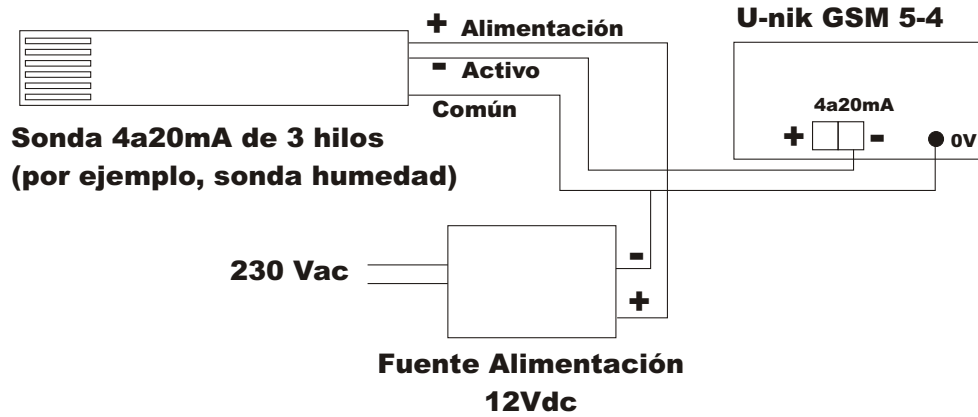 U-nik GSM 5-4
+ Alimentación
- Activo
Común
4a20mA
+ -
0V
Sonda 4a20mA de 3 hilos
(por ejemplo, sonda humedad)
230 Vac
-
+
Fuente Alimentación
12Vdc